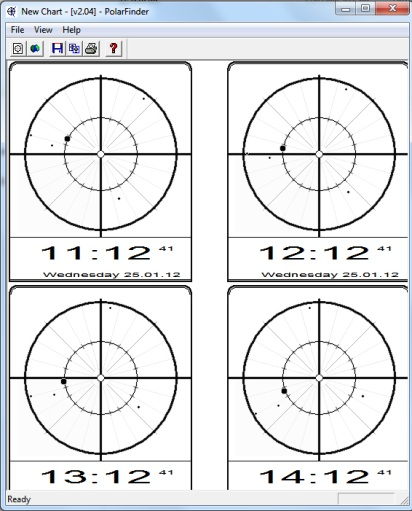 New Chart - [v2.04] - PolarFinder
File View Help
11:12 41
Wednesday 25.01.12
12:12 41
Wednesday 25.01.12
13:12 41
14:12 41
Ready